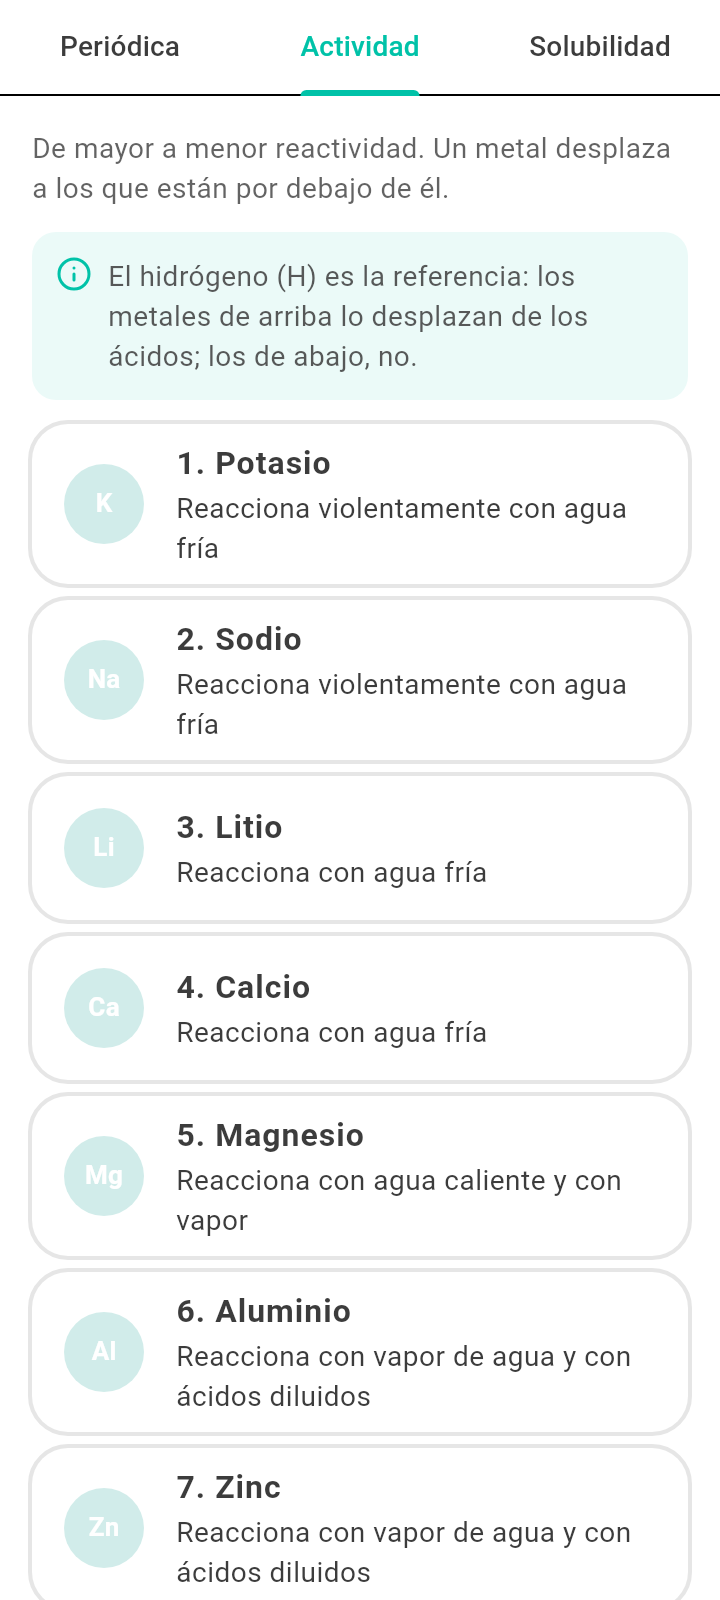 Periódica
Actividad
Solubilidad
De mayor a menor reactividad. Un metal desplaza
a los que están por debajo de él.
El hidrógeno (H) es la referencia: los
metales de arriba lo desplazan de los
ácidos; los de abajo, no.
K
1. Potasio
Reacciona violentamente con agua
fría
Na
2. Sodio
Reacciona violentamente con agua
fría
Li
3. Litio
Reacciona con agua fría
Ca
4. Calcio
Reacciona con agua fría
Mg
5. Magnesio
Reacciona con agua caliente y con
vapor
Al
6. Aluminio
Reacciona con vapor de agua y con
ácidos diluidos
Zn
7. Zinc
Reacciona con vapor de agua y con
ácidos diluidos